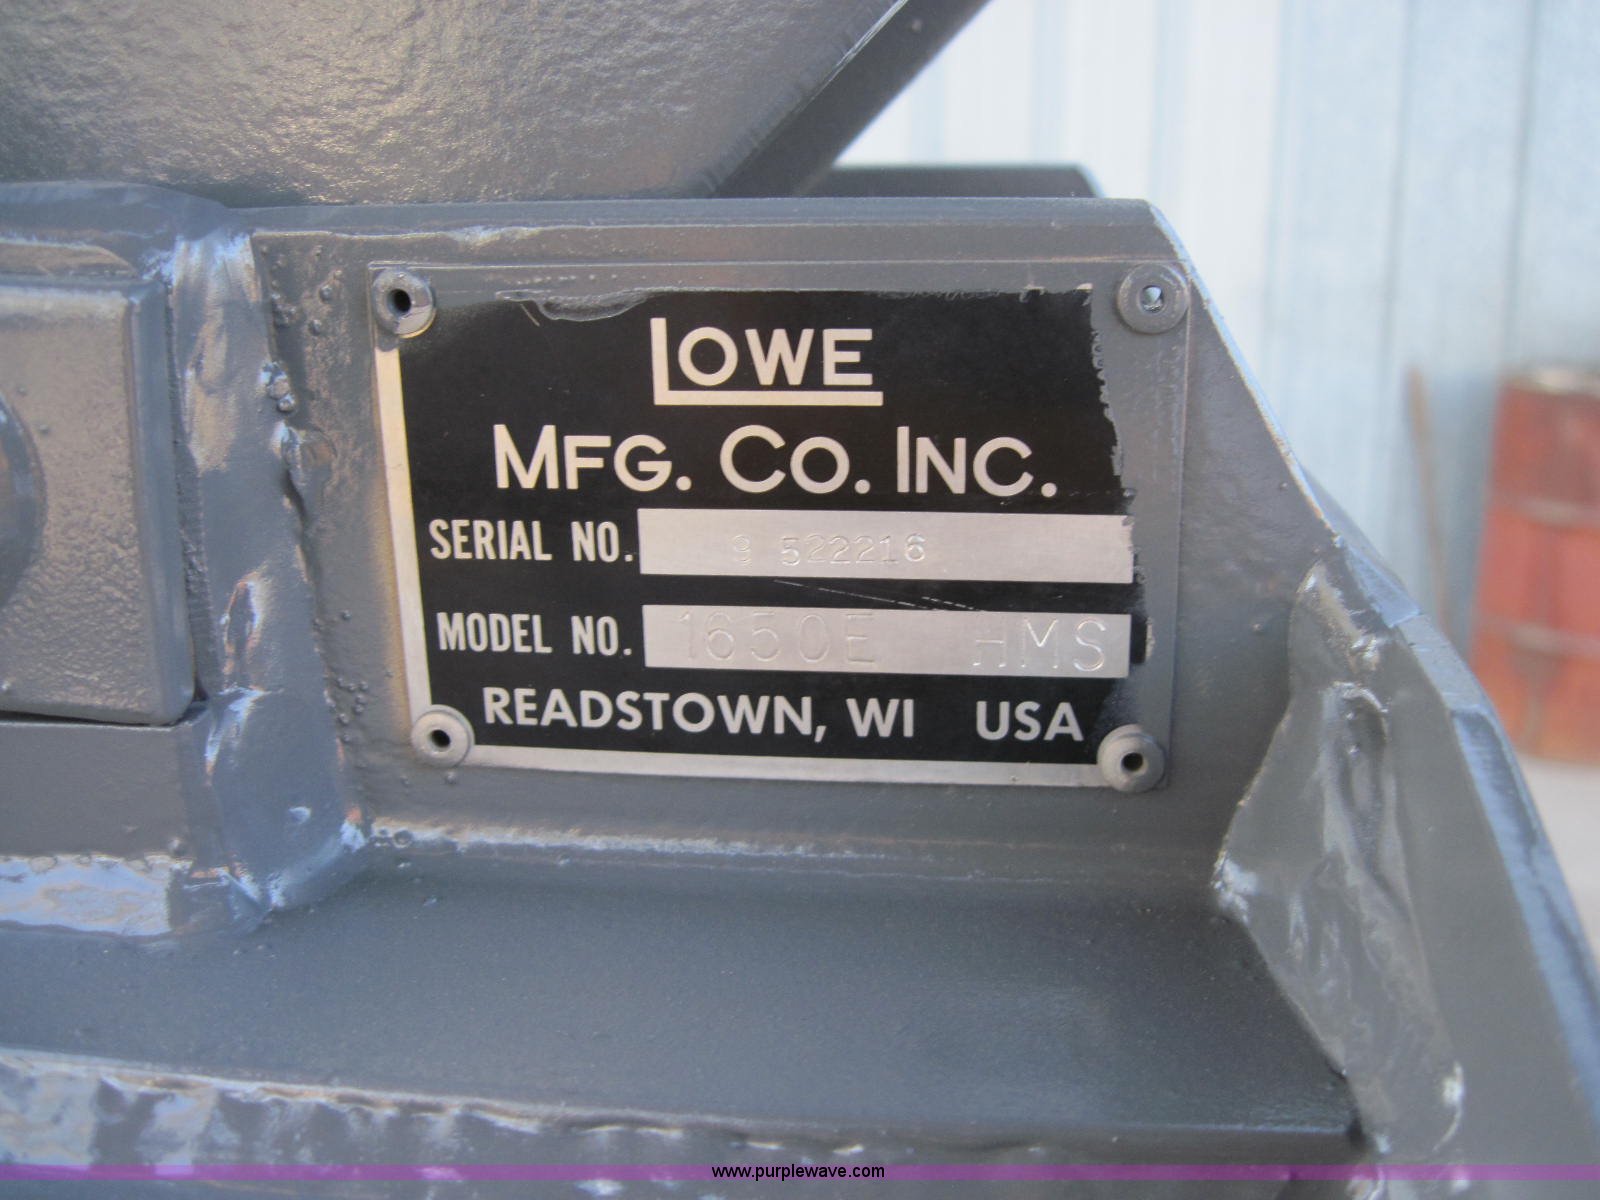 LOWE
MFG. CO. INC.
SERIAL NO. 9 522216
MODEL NO. 1650E HMS
READSTOWN, WI USA
www.purplewave.com